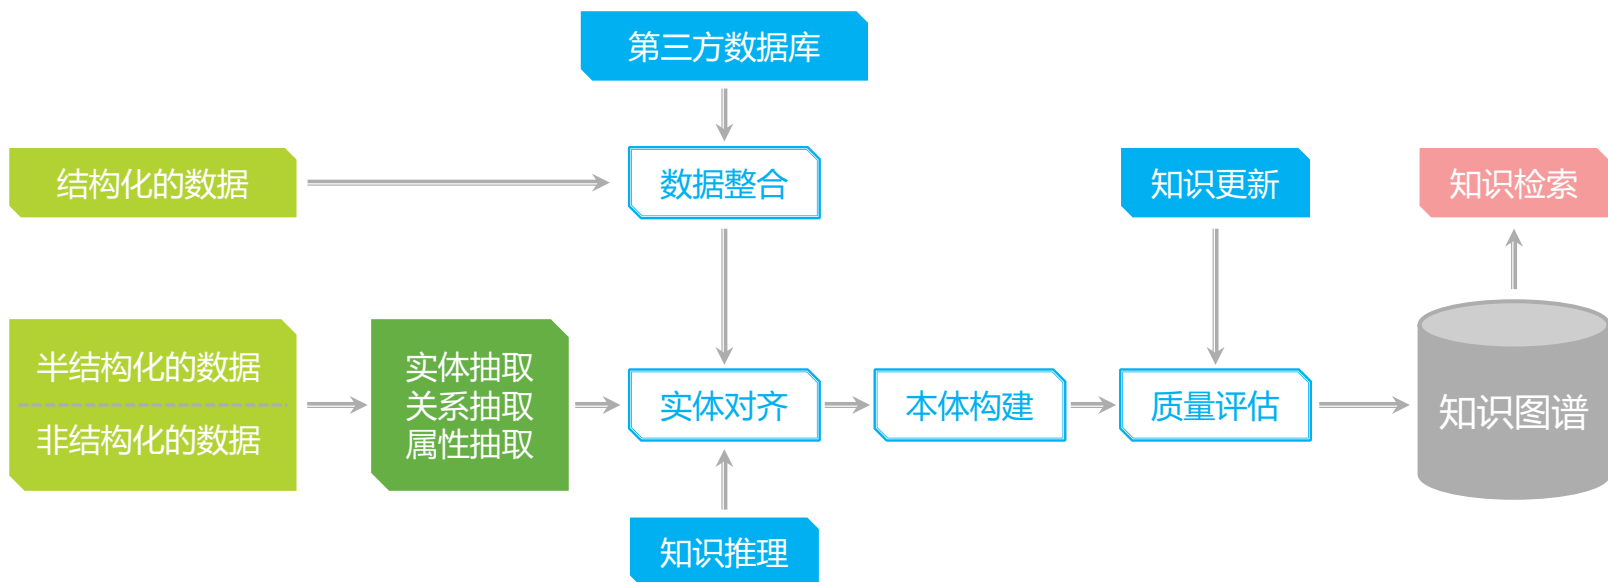 第三方数据库
结构化的数据
数据整合
知识更新
知识检索
半结构化的数据
非结构化的数据
实体抽取
关系抽取
属性抽取
实体对齐
本体构建
质量评估
知识图谱
知识推理